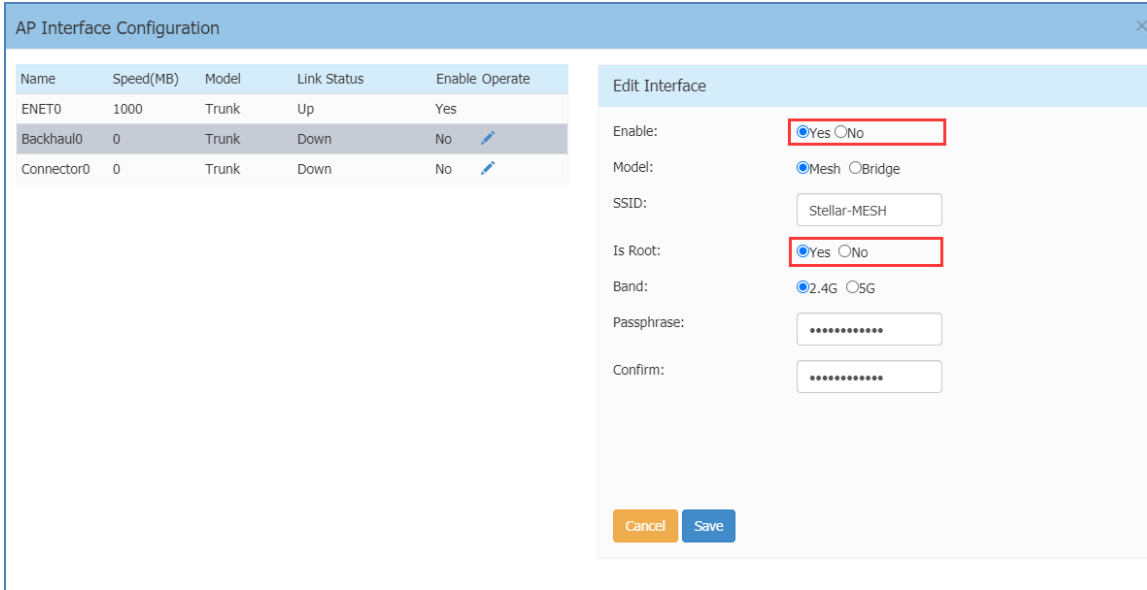 AP Interface Configuration
Name Speed(MB) Model Link Status Enable Operate
ENET0 1000 Trunk Up Yes
Backhaul0 0 Trunk Down No
Connector0 0 Trunk Down No
Edit Interface
Enable: Yes No
Model: Mesh Bridge
SSID: Stellar-MESH
Is Root: Yes No
Band: 2.4G 5G
Passphrase: ••••••••••••
Confirm: ••••••••••••
Cancel Save